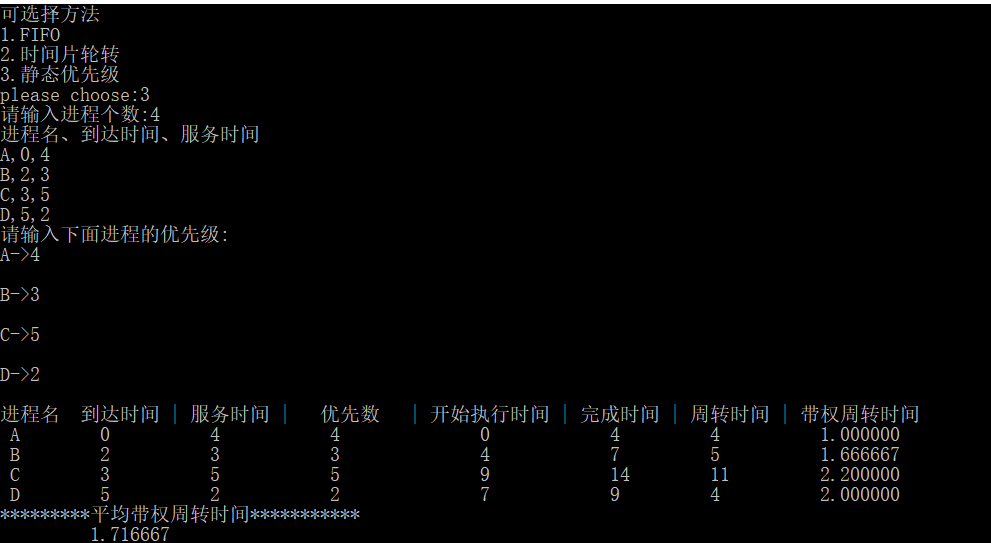 可选择方法
1.FIFO
2.时间片轮转
3.静态优先级
please choose:3
请输入进程个数:4
进程名、到达时间、服务时间
A,0,4
B,2,3
C,3,5
D,5,2
请输入下面进程的优先级:
A->4
B->3
C->5
D->2
进程名 到达时间 | 服务时间 | 优先数 | 开始执行时间 | 完成时间 | 周转时间 | 带权周转时间
A 0 4 4 0 4 4 1.000000
B 2 3 3 4 7 5 1.666667
C 3 5 5 9 14 11 2.200000
D 5 2 2 7 9 4 2.000000
*********平均带权周转时间***********
1.716667